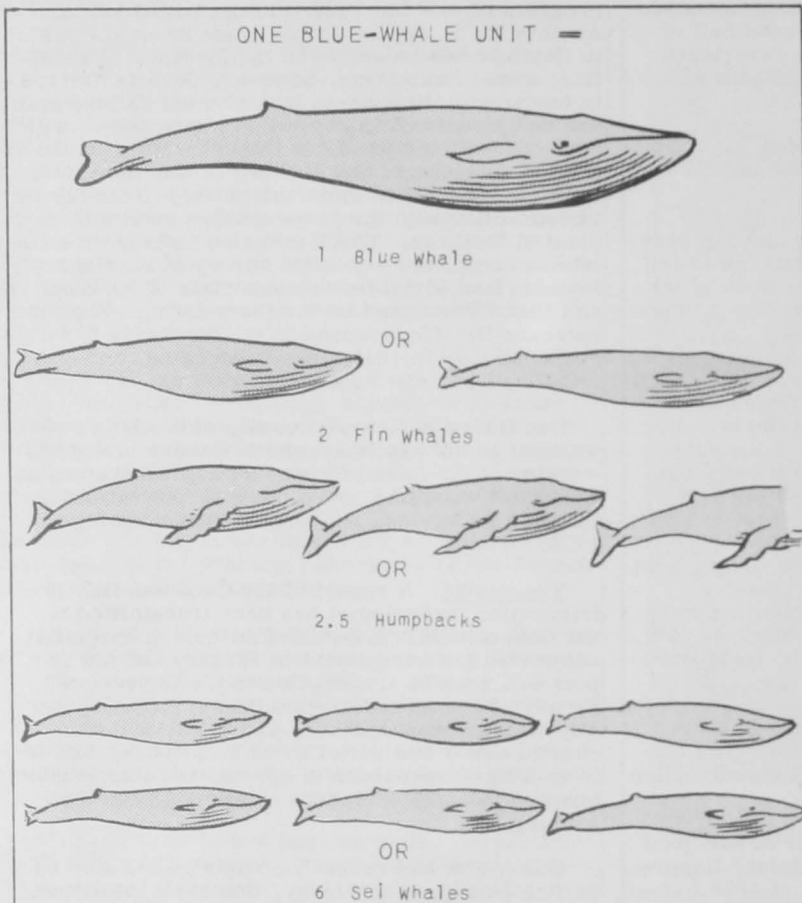 ONE BLUE-WHALE UNIT =
1 Blue Whale
OR
2 Fin Whales
OR
2.5 Humpbacks
OR
6 Sei Whales